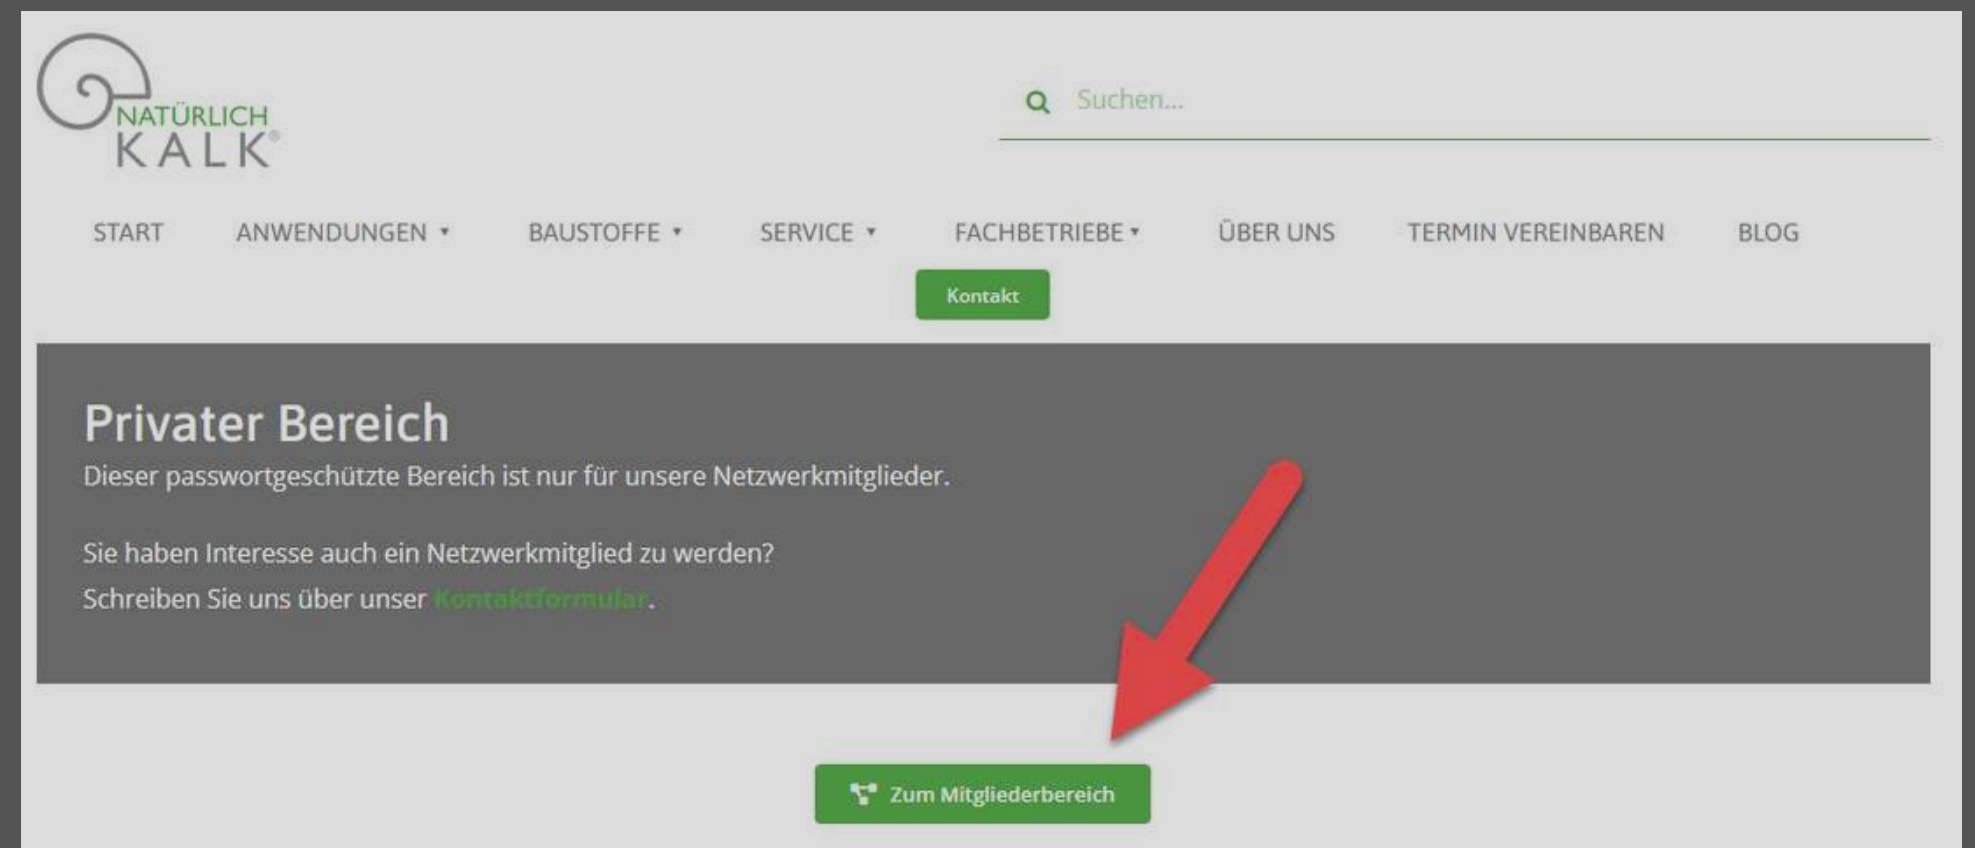 NATÜRLICH
KALK®
Suchen...
START ANWENDUNGEN BAUSTOFFE SERVICE FACHBETRIEBE ÜBER UNS TERMIN VEREINBAREN BLOG
Kontakt
Privater Bereich
Dieser passwortgeschützte Bereich ist nur für unsere Netzwerkmitglieder.
Sie haben Interesse auch ein Netzwerkmitglied zu werden?
Schreiben Sie uns über unser Kontaktformular.
Zum Mitgliederbereich